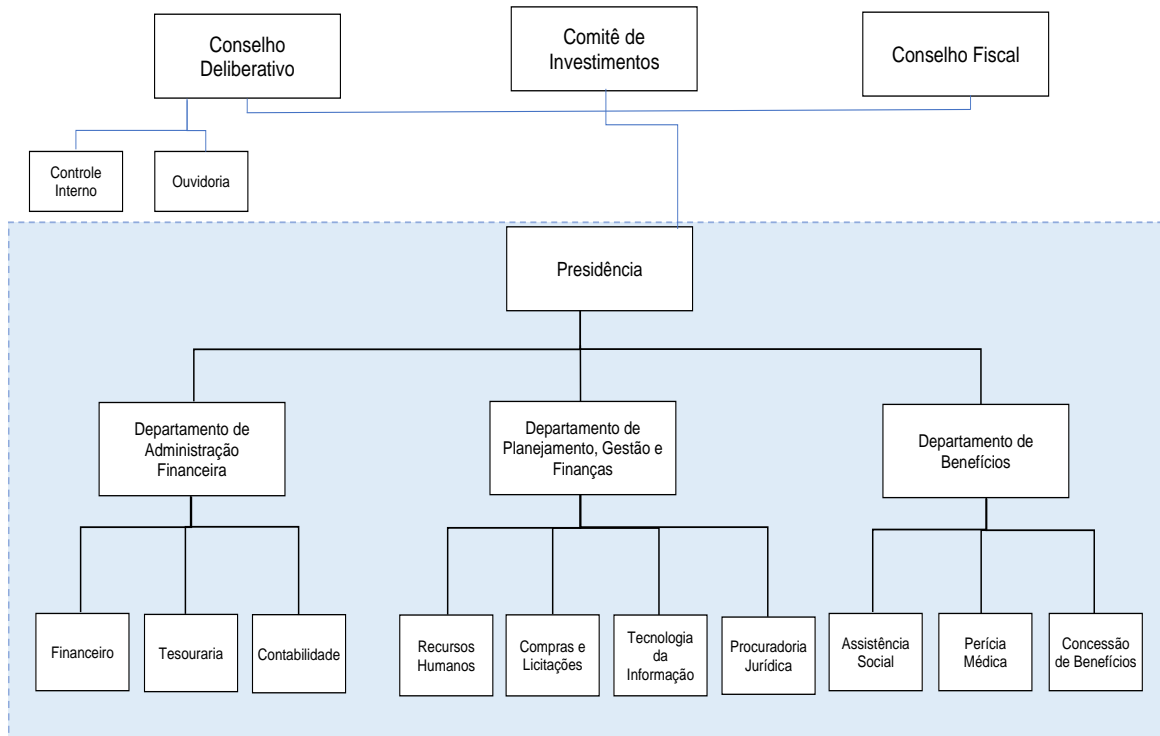 Conselho
Deliberativo
Comitê de
Investimentos
Conselho Fiscal
Controle
Interno
Ouvidoria
Presidência
Departamento de
Administração
Financeira
Departamento de
Planejamento, Gestão e
Finanças
Departamento de
Benefícios
Financeiro
Tesouraria
Contabilidade
Recursos
Humanos
Compras e
Licitações
Tecnologia
da
Informação
Procuradoria
Jurídica
Assistência
Social
Perícia
Médica
Concessão
de Benefícios